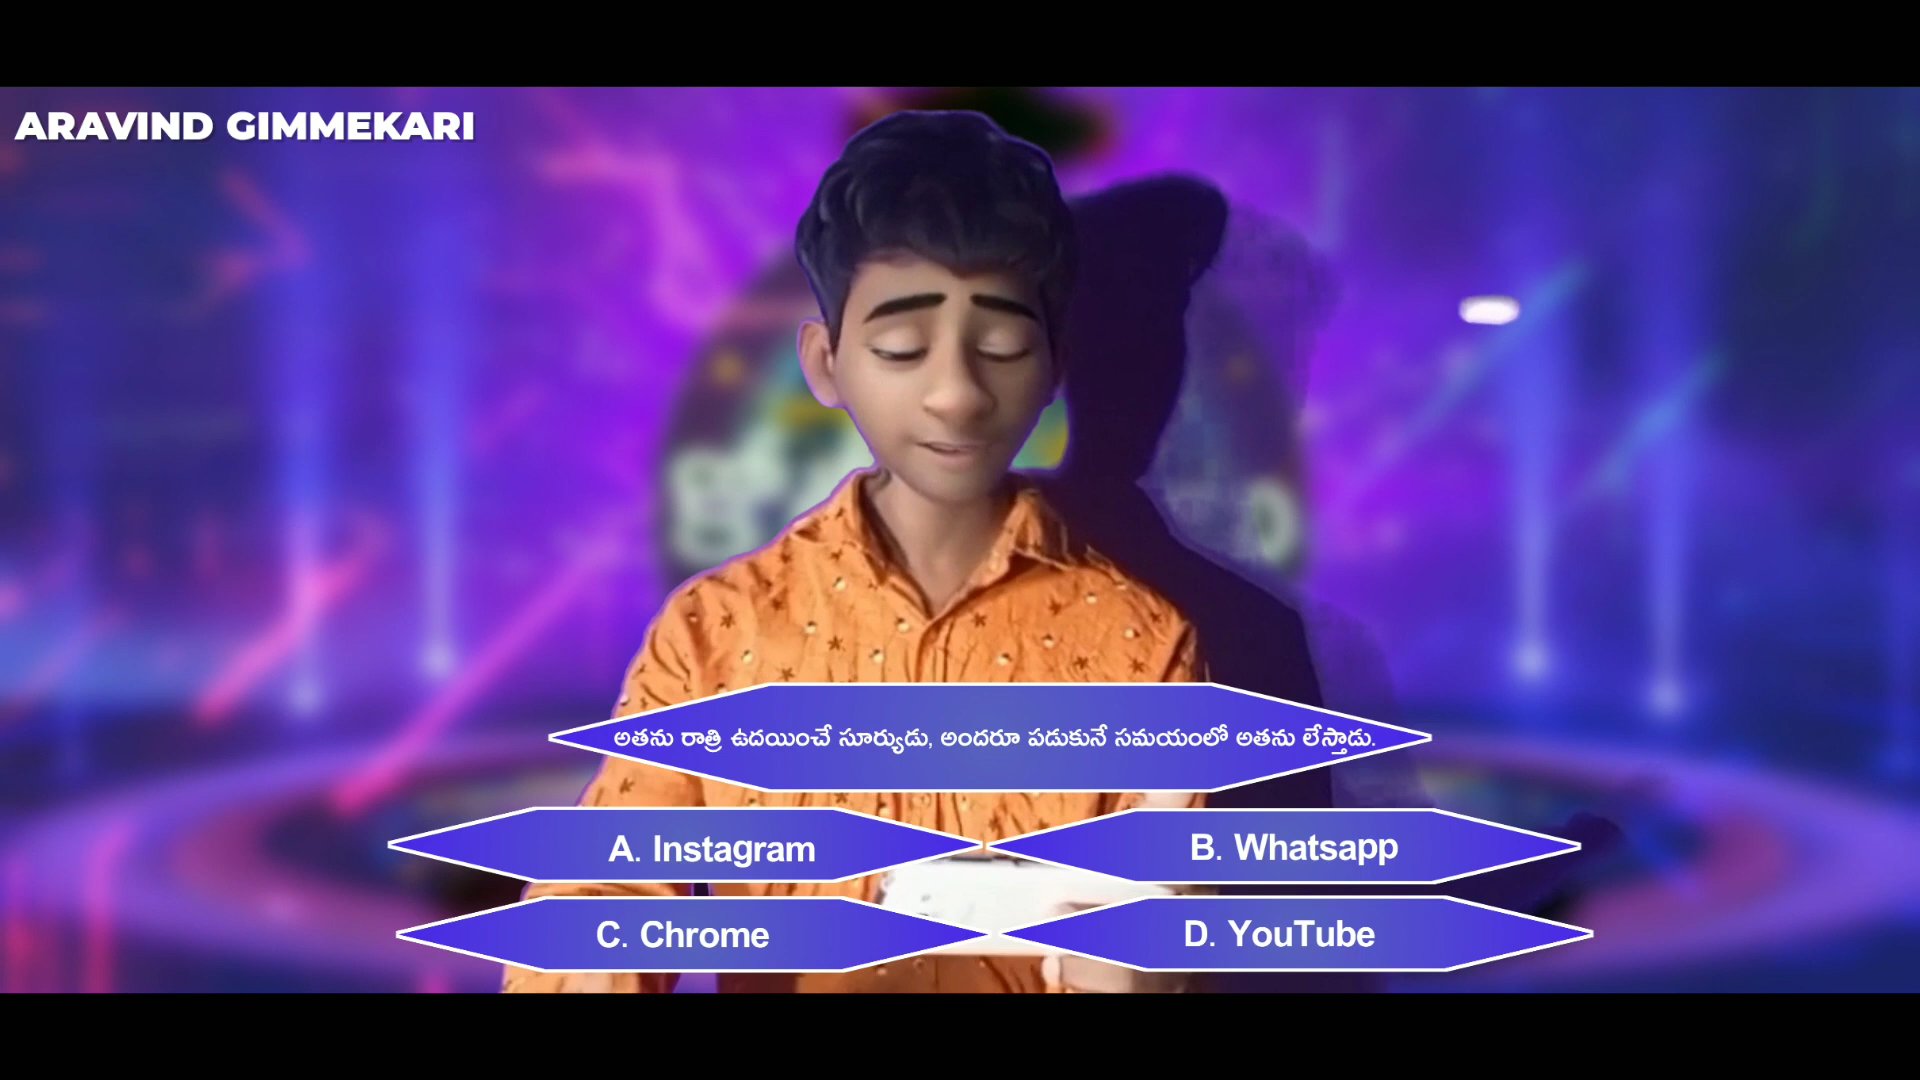 ARAVIND GIMMEKARI
అతను రాత్రి ఉదయించే సూర్యుడు, అందరూ పడుకునే సమయంలో అతను లేస్తాడు.
A. Instagram
B. Whatsapp
C. Chrome
D. YouTube